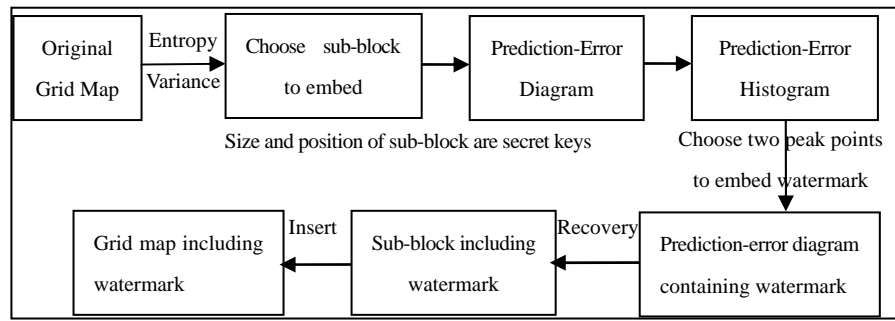 Original
Grid Map
Entropy
Variance
Choose sub-block
to embed
Prediction-Error
Diagram
Prediction-Error
Histogram
Size and position of sub-block are secret keys
Choose two peak points
to embed watermark
Prediction-error diagram
containing watermark
Recovery
Sub-block including
watermark
Insert
Grid map including
watermark